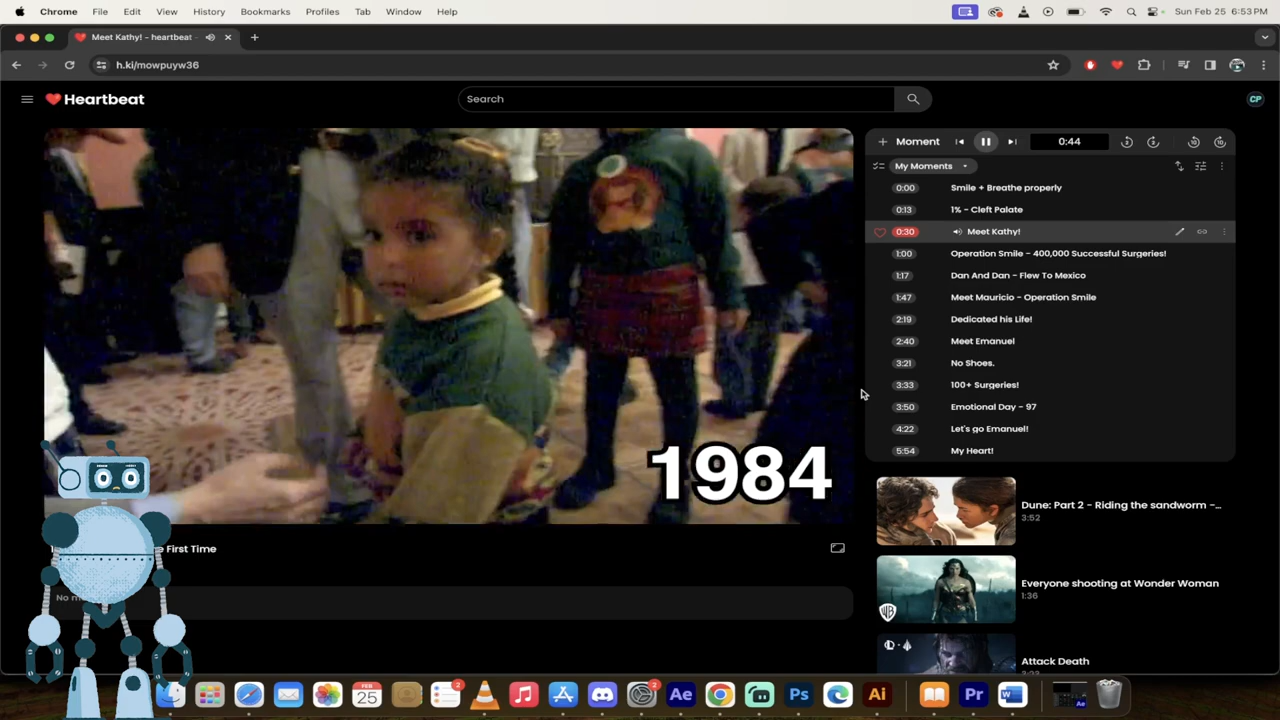 Chrome File Edit View History Bookmarks Profiles Tab Window Help Sun Feb 25 6:53 PM
Meet Kathy! - heartbeat -
h.ki/mowpuyw36
Heartbeat
Search
CP
Moment 0:44
My Moments
0:00 Smile + Breathe properly
0:13 1% - Cleft Palate
0:30 Meet Kathy!
1:00 Operation Smile - 400,000 Successful Surgeries!
1:17 Dan And Dan - Flew To Mexico
1:47 Meet Mauricio - Operation Smile
2:19 Dedicated his Life!
2:40 Meet Emanuel
3:21 No Shoes.
3:33 100+ Surgeries!
3:50 Emotional Day - 97
4:22 Let's go Emanuel!
5:54 My Heart!
1984
Dune: Part 2 - Riding the sandworm -...
3:52
First Time
Everyone shooting at Wonder Woman
1:36
No
Attack Death
FEB
25
2
2
Ae
Ps
Ai
Pr
W
Ae